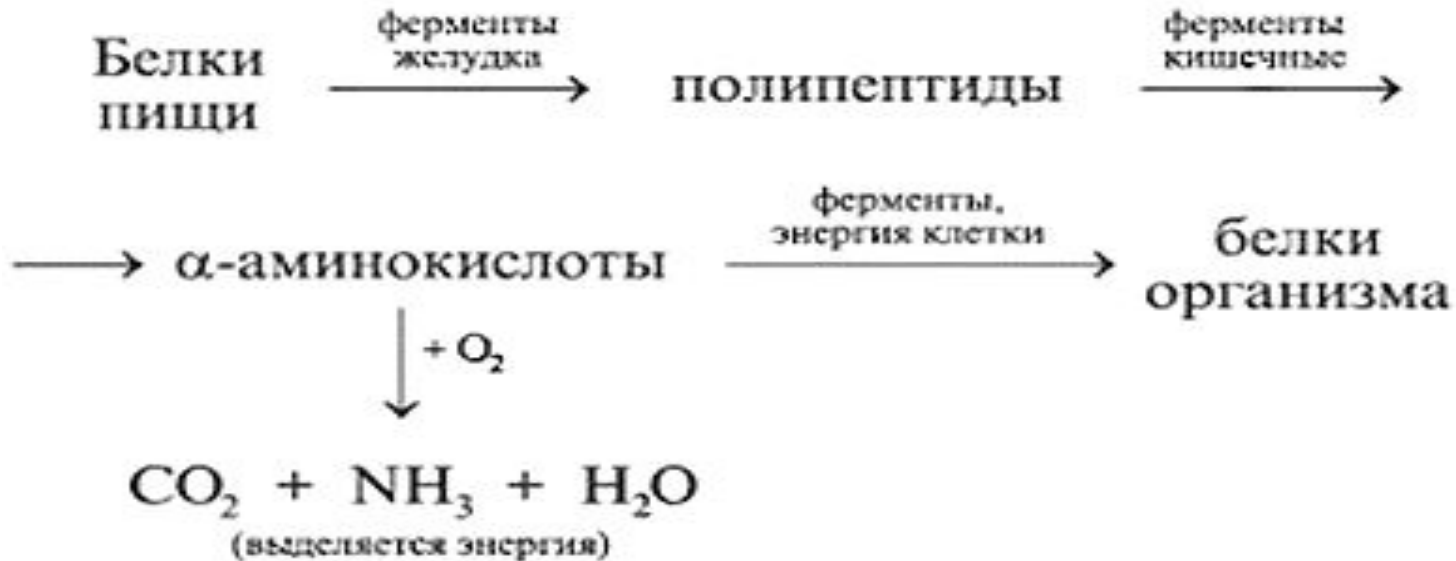 Белки пищи
ферменты желудка
полипептиды
ферменты кишечные
α-аминокислоты
ферменты, энергия клетки
белки организма
+ O₂
CO₂ + NH₃ + H₂O
(выделяется энергия)